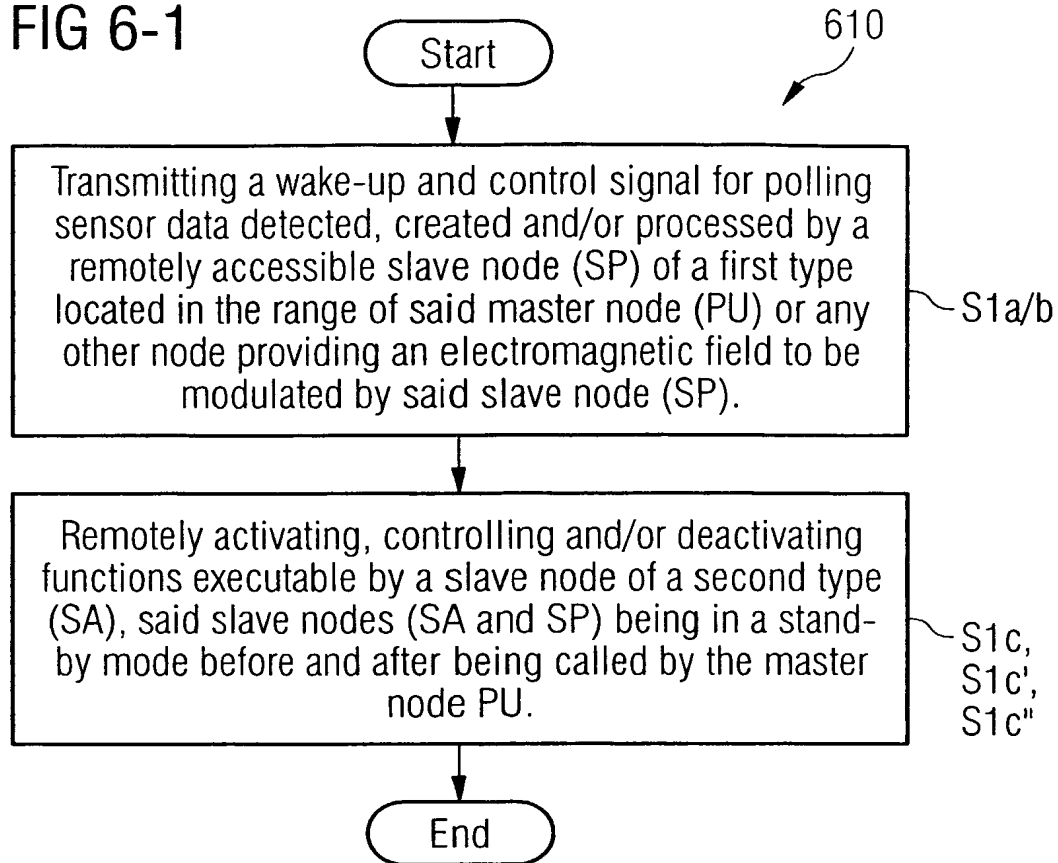 FIG 6-1
610
Start
Transmitting a wake-up and control signal for polling
sensor data detected, created and/or processed by a
remotely accessible slave node (SP) of a first type
located in the range of said master node (PU) or any
other node providing an electromagnetic field to be
modulated by said slave node (SP).
S1a/b
Remotely activating, controlling and/or deactivating
functions executable by a slave node of a second type
(SA), said slave nodes (SA and SP) being in a stand-
by mode before and after being called by the master
node PU.
S1c,
S1c',
S1c"
End